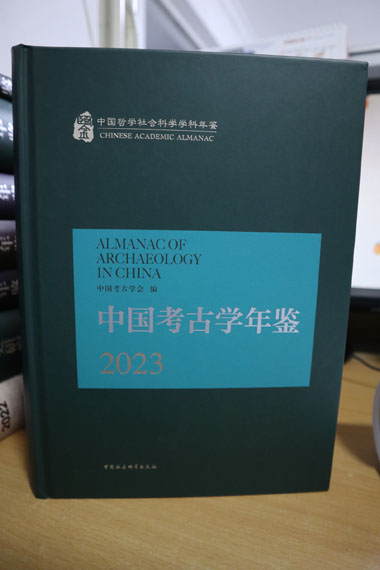 中国哲学社会科学学科年鉴
CHINESE ACADEMIC ALMANAC
ALMANAC OF
ARCHAEOLOGY
IN CHINA
中国考古学会 编
中国考古学年鉴
2023
中国社会科学出版社
2022